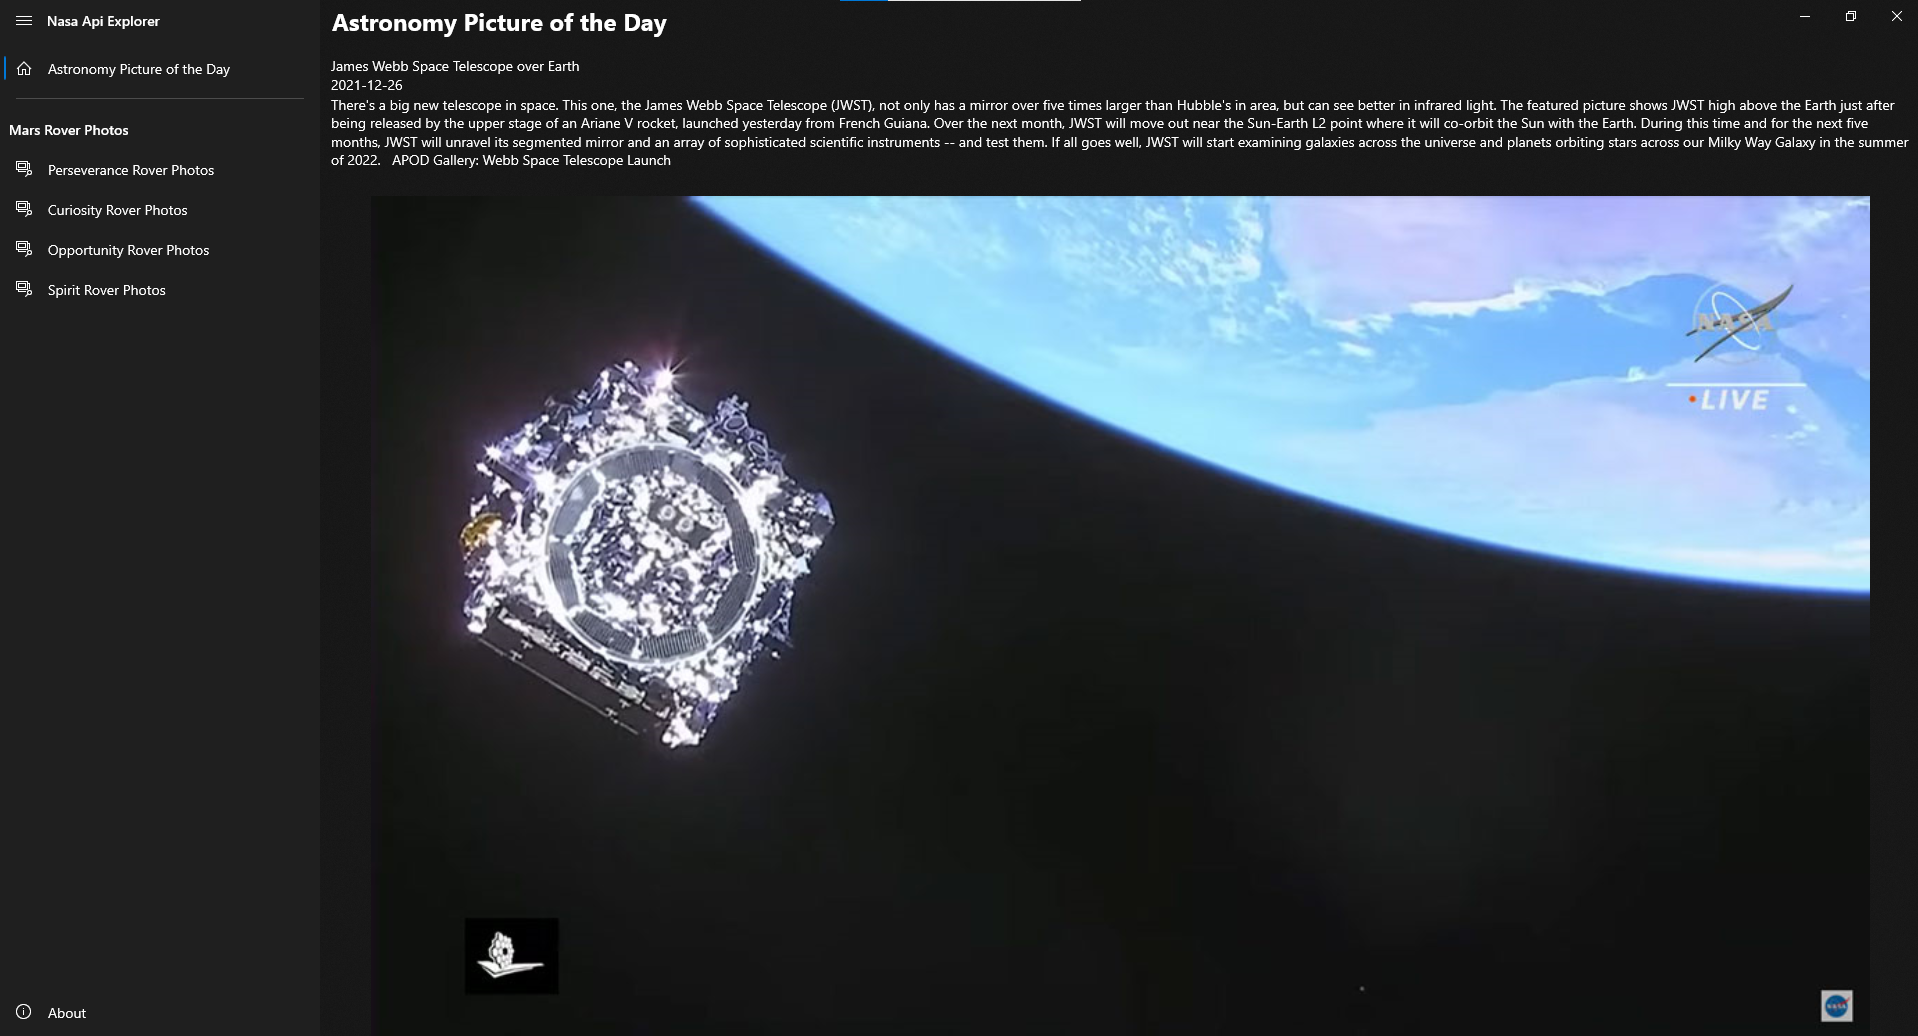 Nasa Api Explorer
Astronomy Picture of the Day
Mars Rover Photos
Perseverance Rover Photos
Curiosity Rover Photos
Opportunity Rover Photos
Spirit Rover Photos
About
Astronomy Picture of the Day
James Webb Space Telescope over Earth
2021-12-26
There's a big new telescope in space. This one, the James Webb Space Telescope (JWST), not only has a mirror over five times larger than Hubble's in area, but can see better in infrared light. The featured picture shows JWST high above the Earth just after
being released by the upper stage of an Ariane V rocket, launched yesterday from French Guiana. Over the next month, JWST will move out near the Sun-Earth L2 point where it will co-orbit the Sun with the Earth. During this time and for the next five
months, JWST will unravel its segmented mirror and an array of sophisticated scientific instruments -- and test them. If all goes well, JWST will start examining galaxies across the universe and planets orbiting stars across our Milky Way Galaxy in the summer
of 2022.   APOD Gallery: Webb Space Telescope Launch
NASA
LIVE
NASA